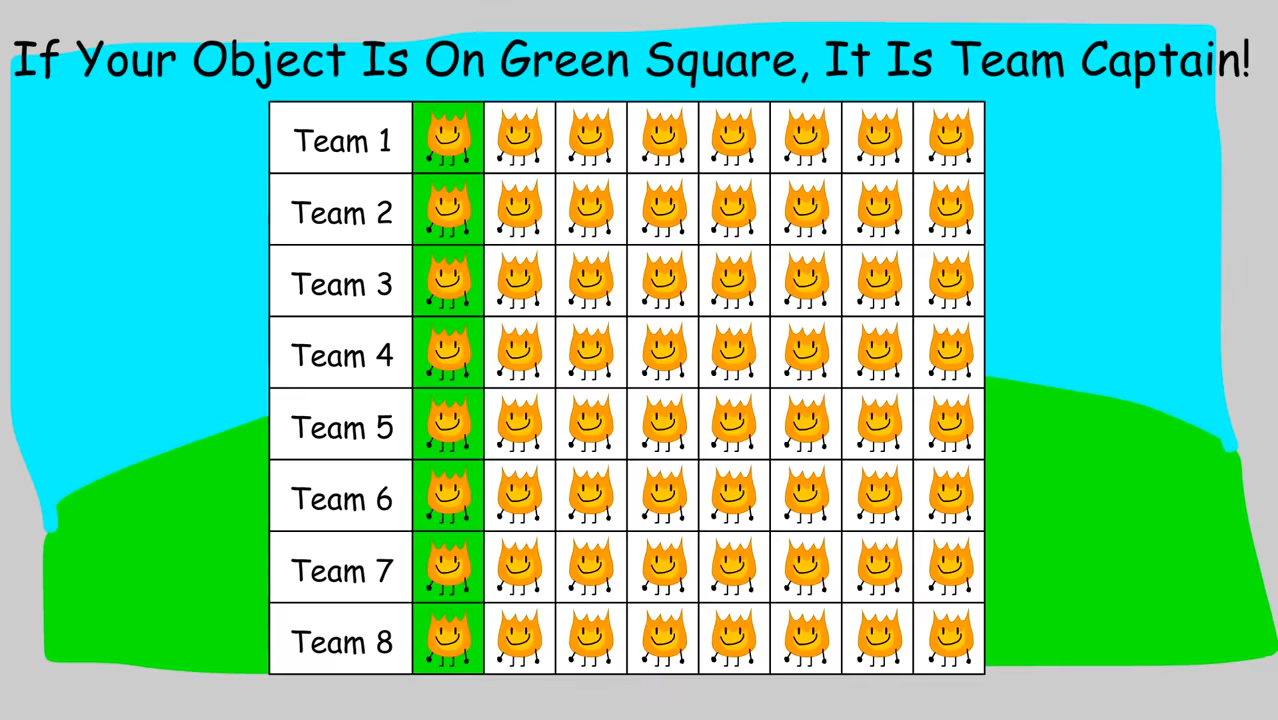 If Your Object Is On Green Square, It Is Team Captain!
Team 1
Team 2
Team 3
Team 4
Team 5
Team 6
Team 7
Team 8